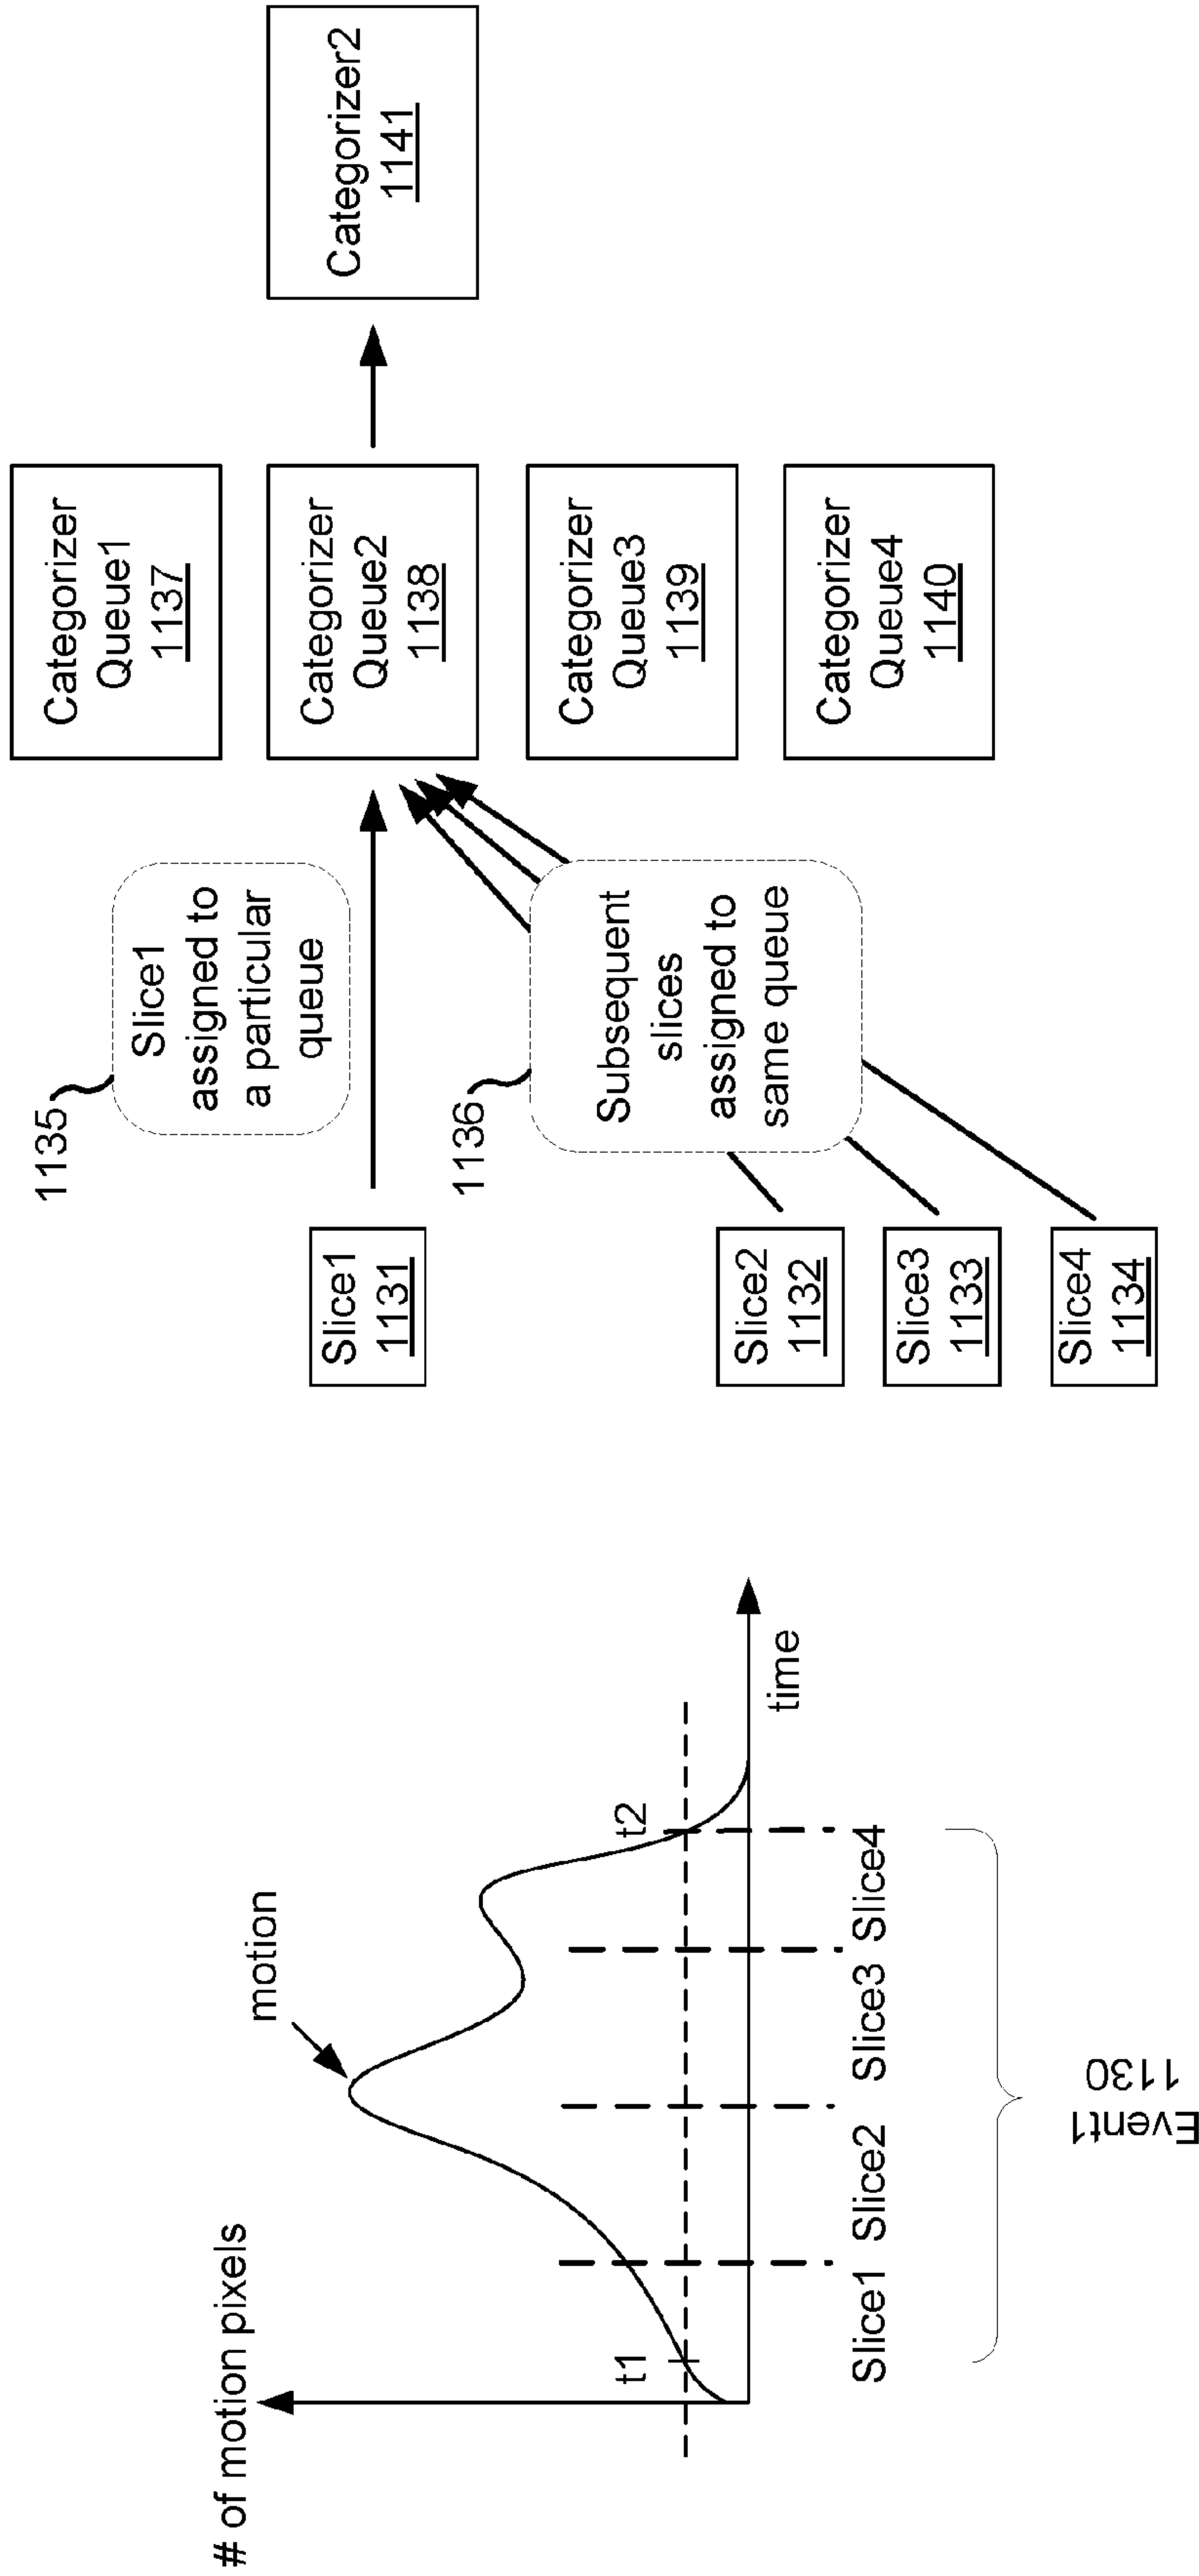 # of motion pixels
motion
t1
t2
time
Slice1
Slice2
Slice3
Slice4
Event1
1130
Slice1
1131
Slice2
1132
Slice3
1133
Slice4
1134
1135
Slice1
assigned to
a particular
queue
1136
Subsequent
slices
assigned to
same queue
Categorizer
Queue1
1137
Categorizer
Queue2
1138
Categorizer
Queue3
1139
Categorizer
Queue4
1140
Categorizer2
1141